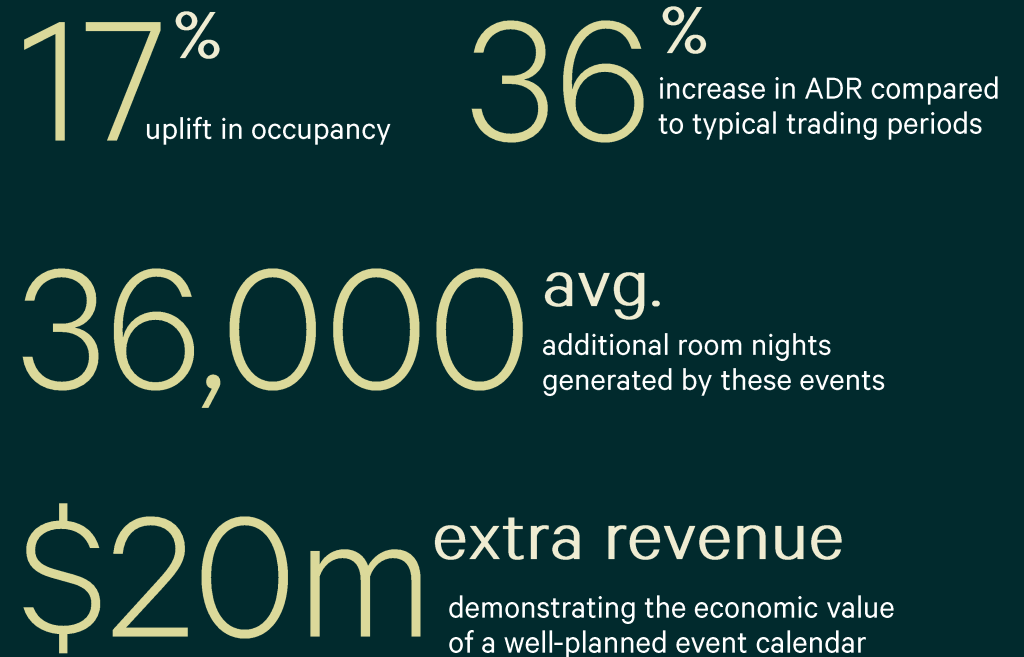 17%
uplift in occupancy
36%
increase in ADR compared
to typical trading periods
36,000 avg.
additional room nights
generated by these events
$20m extra revenue
demonstrating the economic value
of a well-planned event calendar